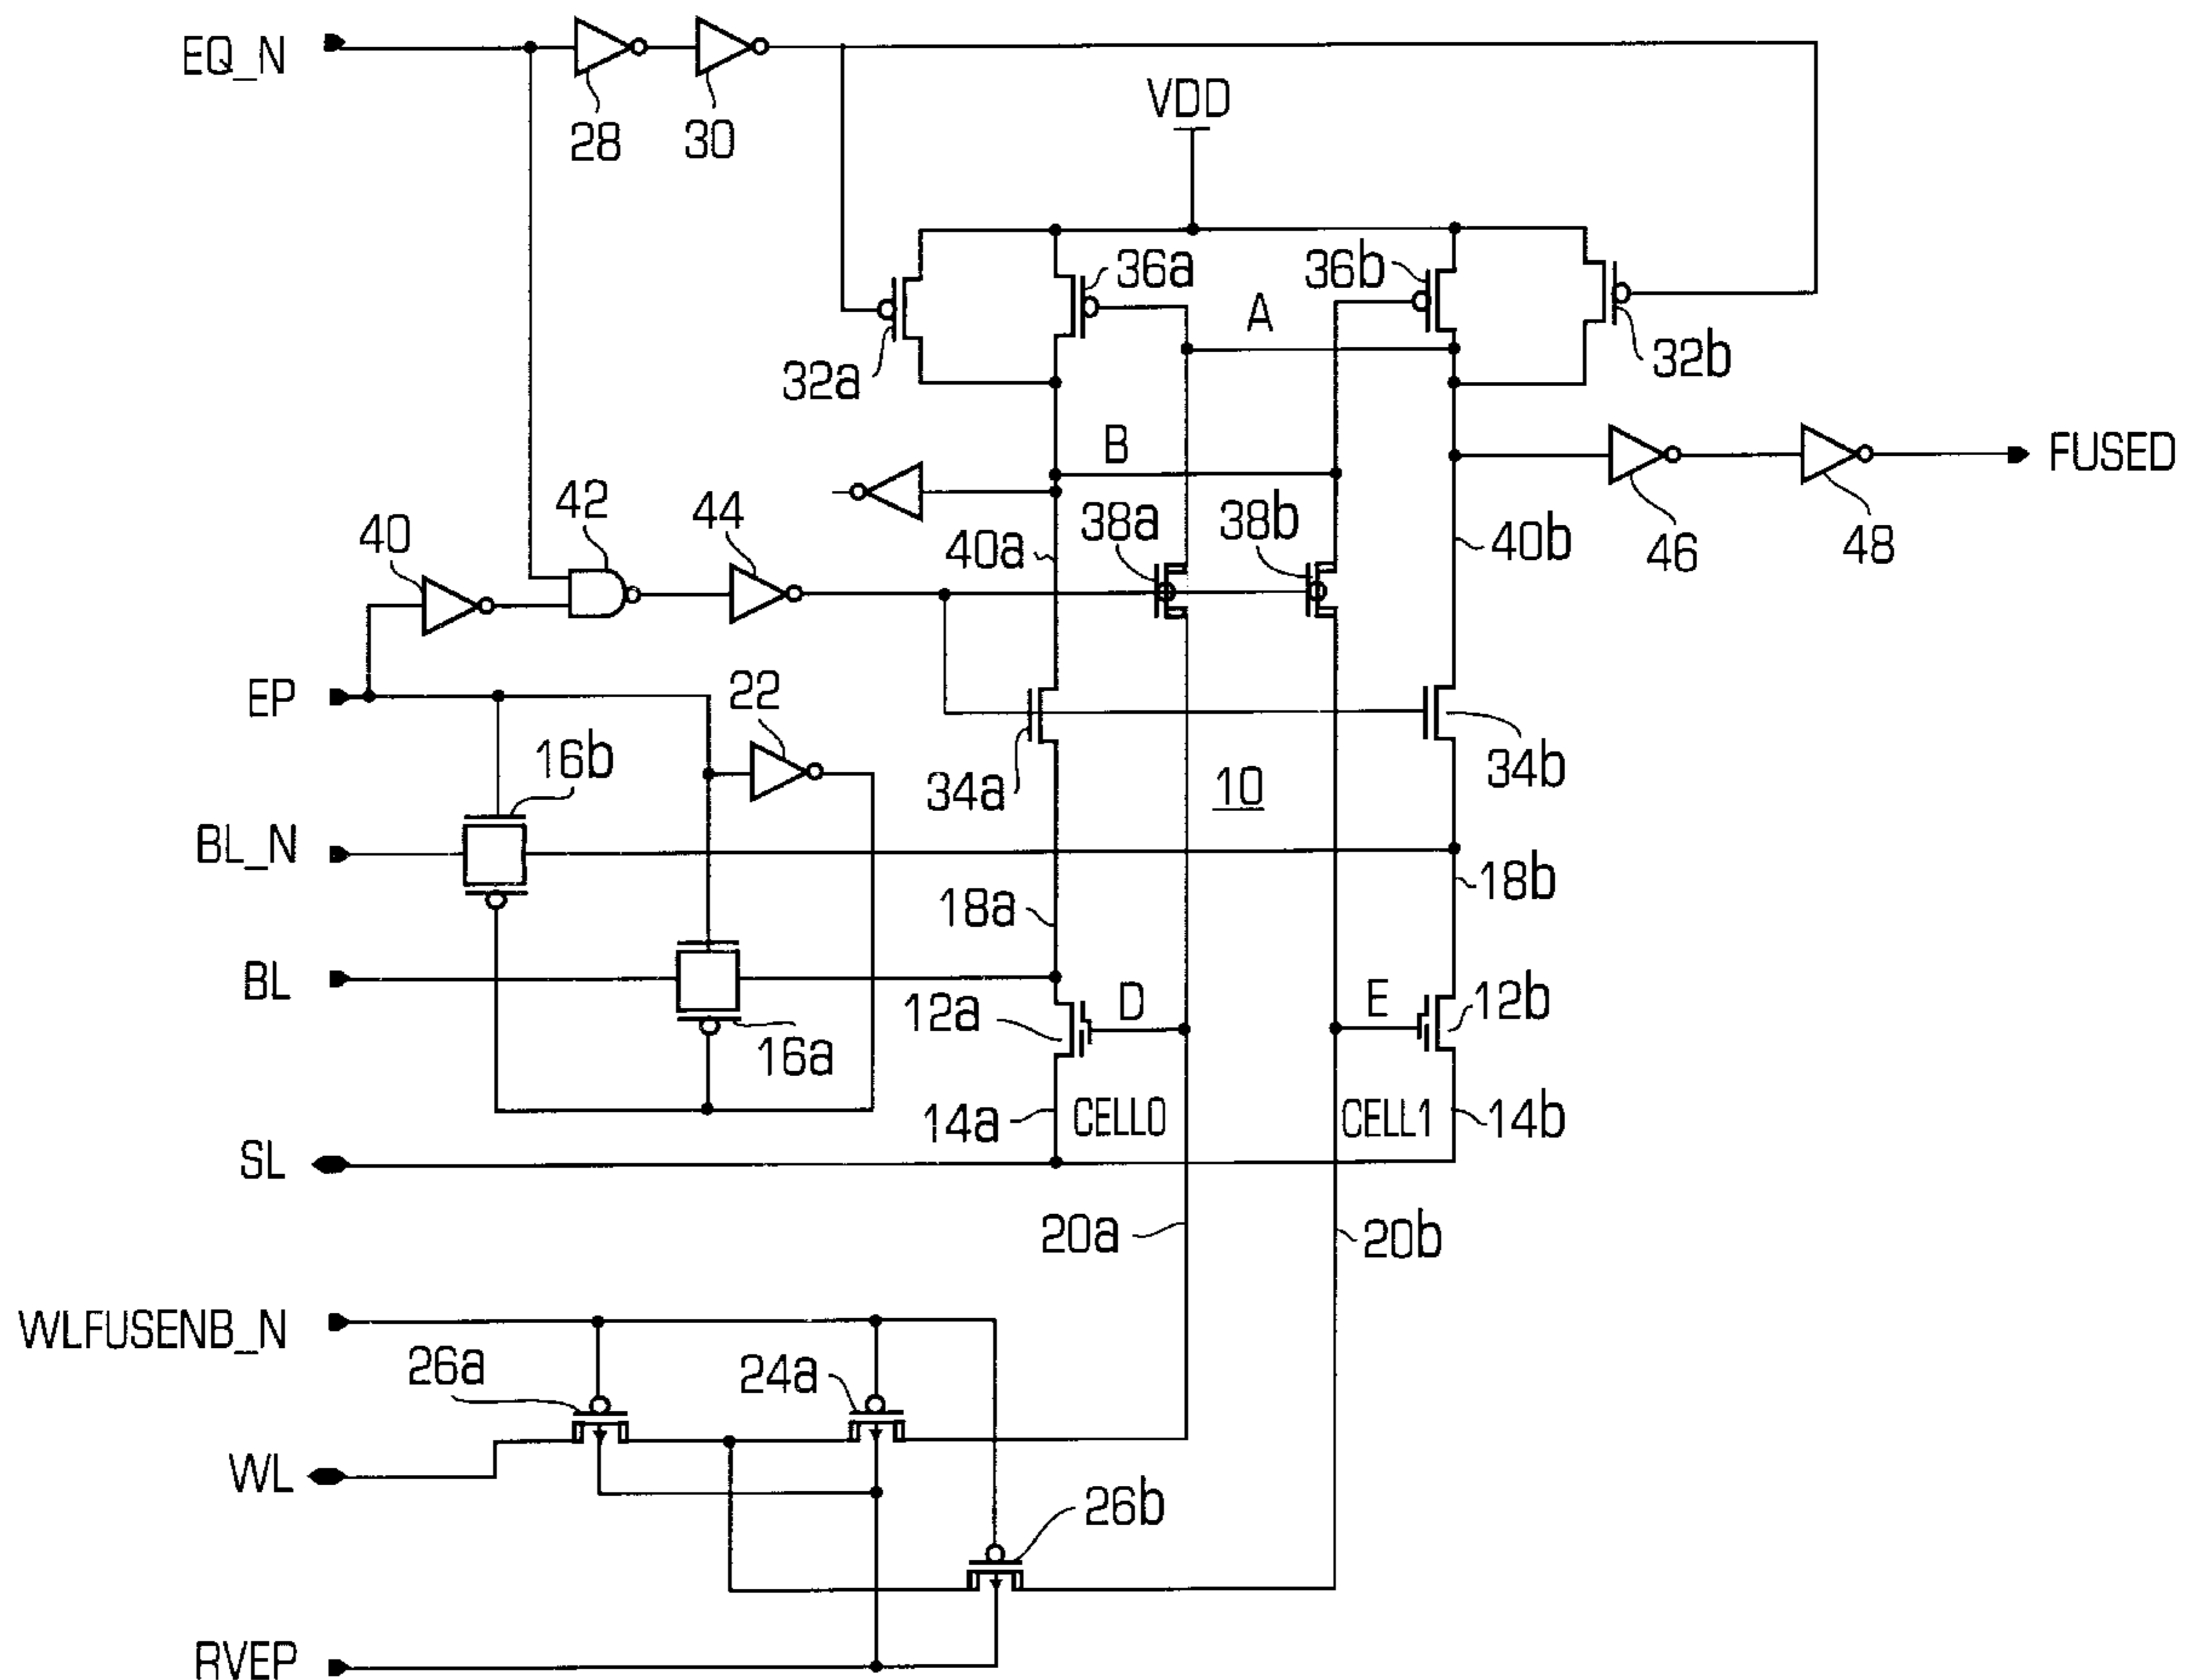 EQ_N
28
30
VDD
36a
36b
A
32a
32b
B
FUSED
42
44
40
40a
38a
38b
40b
46
48
EP
22
16b
34a
10
34b
BL_N
18a
18b
BL
12a
D
E
12b
16a
14a
CELL0
CELL1
14b
SL
20a
20b
WLFUSENB_N
26a
24a
WL
26b
RVEP